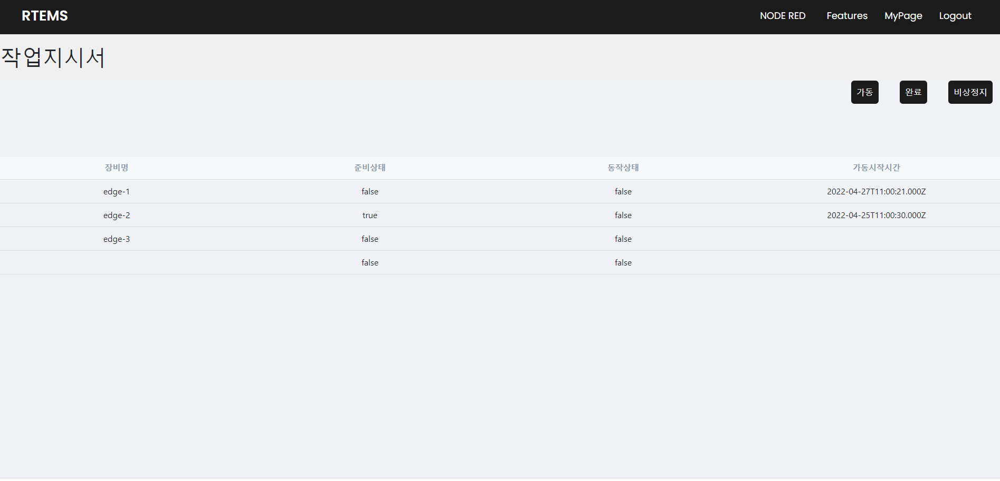 RTEMS NODE RED Features MyPage Logout
작업지시서
가동 완료 비상정지
장비명 준비상태 동작상태 가동시작시간
edge-1 false false 2022-04-27T11:00:21.000Z
edge-2 true false 2022-04-25T11:00:30.000Z
edge-3 false false
false false